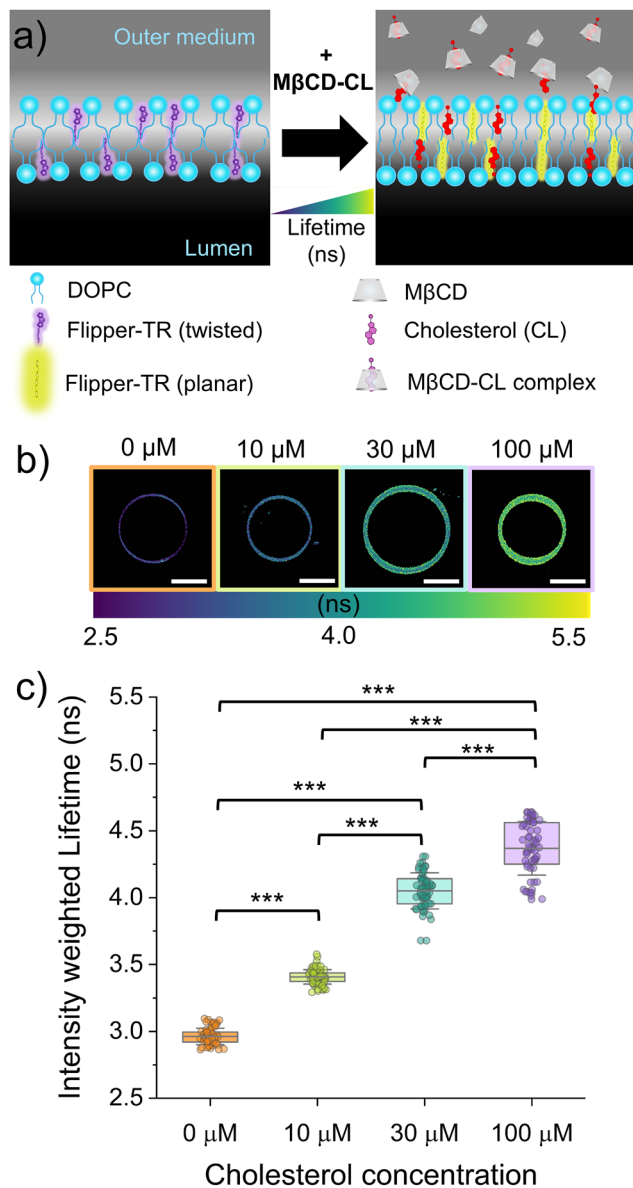 a)
Outer medium
+
MβCD-CL
Lifetime
(ns)
Lumen
DOPC
MβCD
Flipper-TR (twisted)
Cholesterol (CL)
Flipper-TR (planar)
MβCD-CL complex
b)
0 μM 10 μM 30 μM 100 μM
(ns)
2.5 4.0 5.5
c)
Intensity weighted Lifetime (ns)
5.5
5.0
4.5
4.0
3.5
3.0
2.5
***
***
***
***
***
***
0 μM 10 μM 30 μM 100 μM
Cholesterol concentration